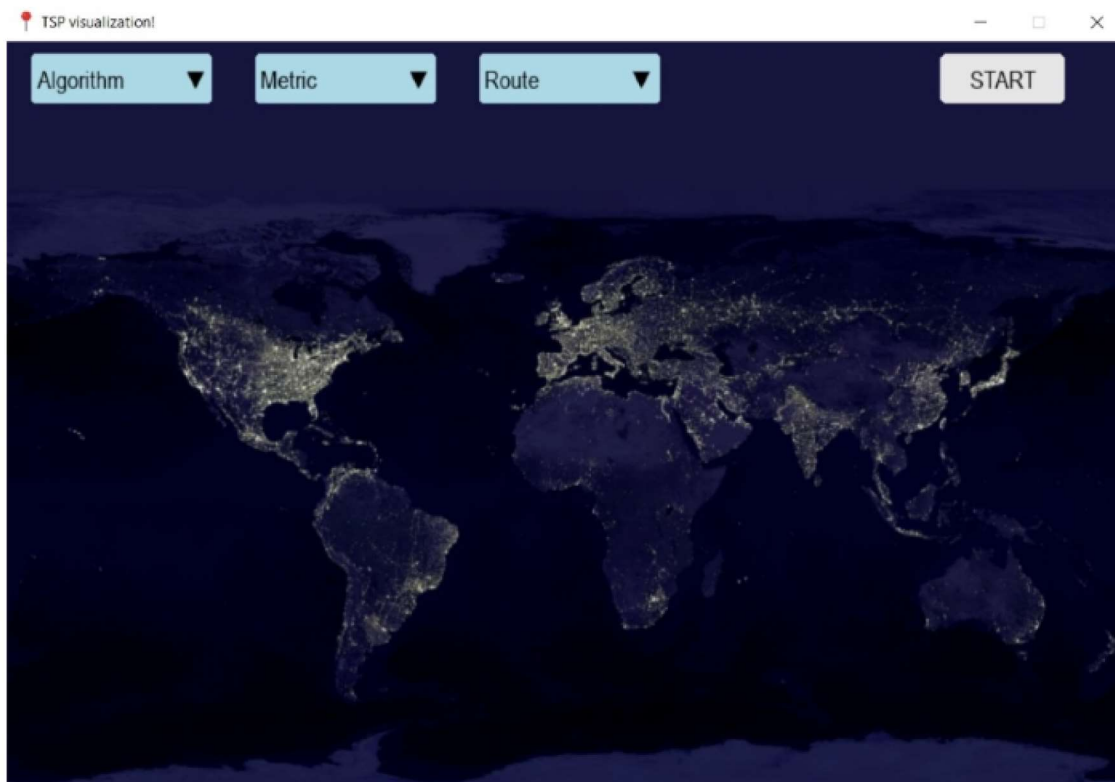 TSP visualization!
Algorithm ▼ Metric ▼ Route ▼ START